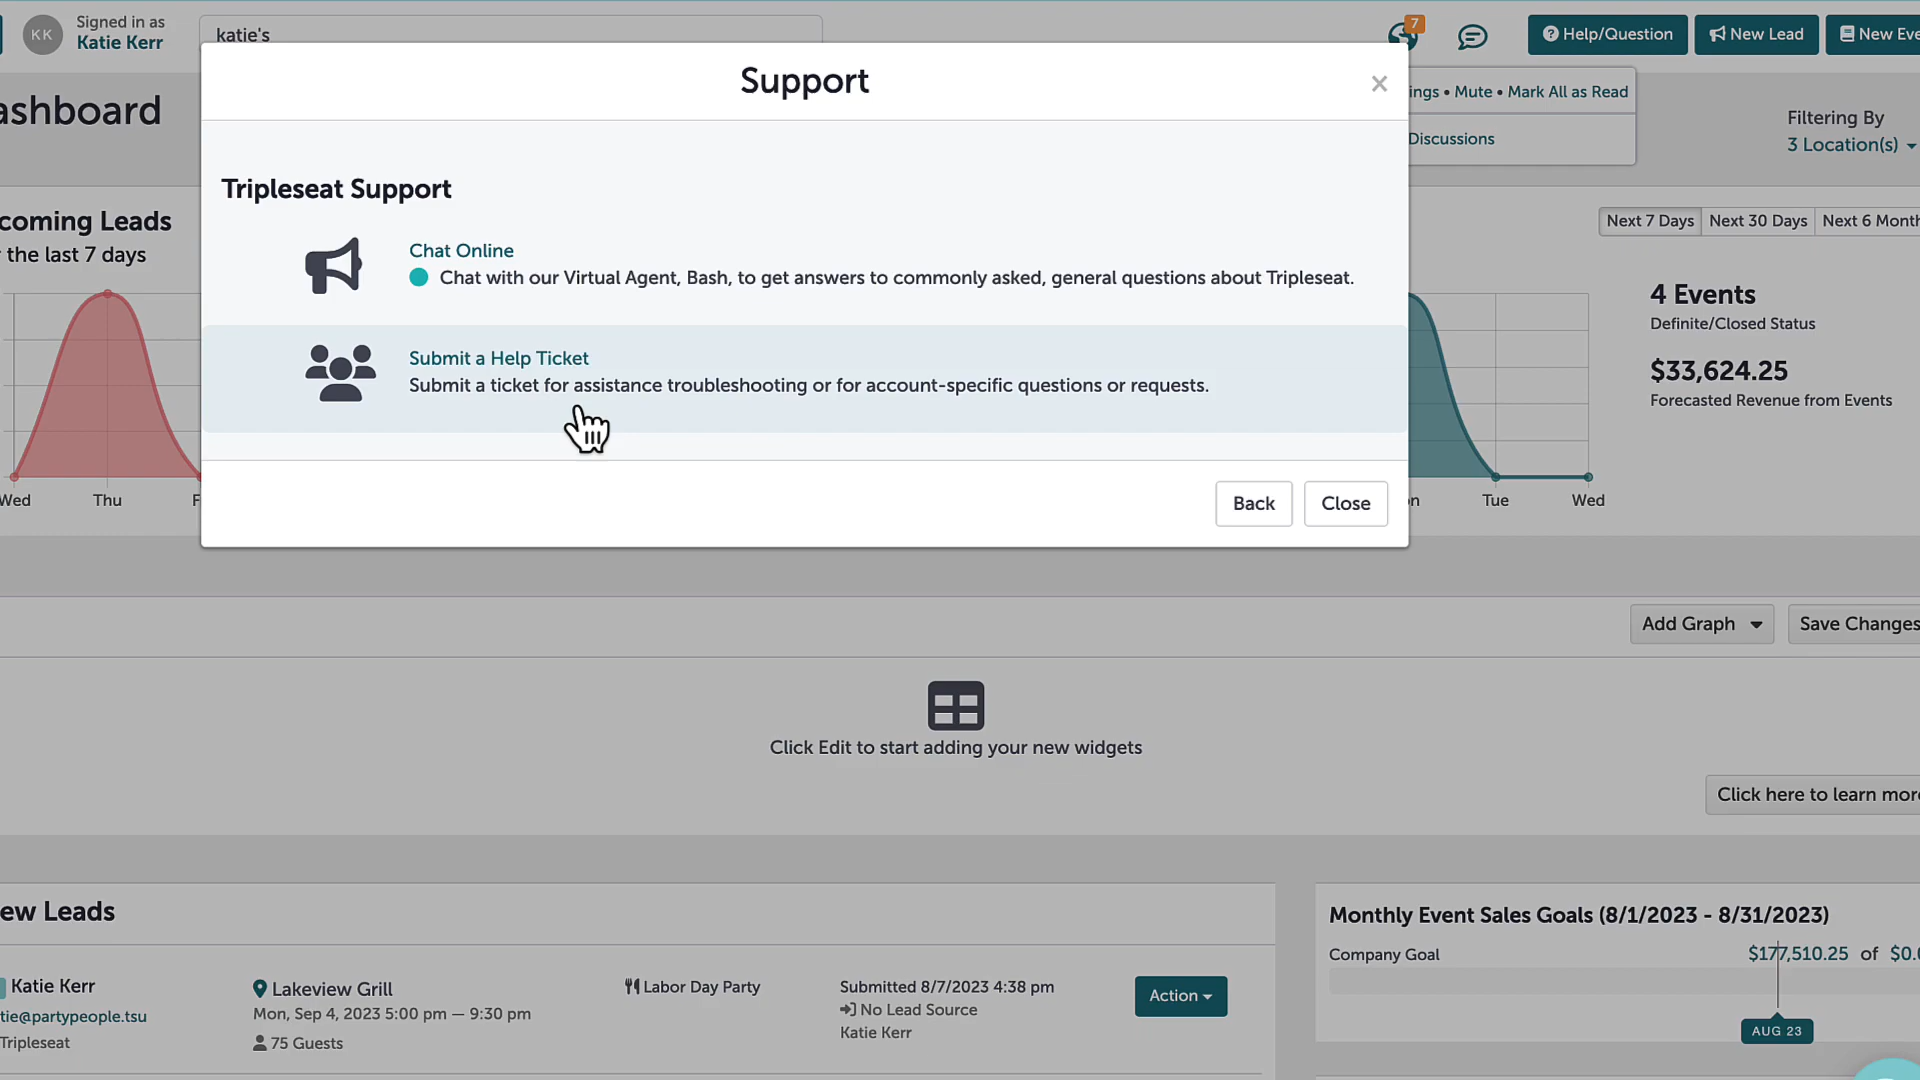 KK
Signed in as
Katie Kerr
katie's
7
Help/Question
New Lead
New Eve
ashboard
Support
×
ings • Mute • Mark All as Read
Discussions
Filtering By
3 Location(s)
Tripleseat Support
Chat Online
Chat with our Virtual Agent, Bash, to get answers to commonly asked, general questions about Tripleseat.
Submit a Help Ticket
Submit a ticket for assistance troubleshooting or for account-specific questions or requests.
Back
Close
coming Leads
r the last 7 days
Wed
Thu
F
Next 7 Days
Next 30 Days
Next 6 Month
4 Events
Definite/Closed Status
$33,624.25
Forecasted Revenue from Events
on
Tue
Wed
Add Graph
Save Changes
Click Edit to start adding your new widgets
Click here to learn more
ew Leads
Katie Kerr
tie@partypeople.tsu
Tripleseat
Lakeview Grill
Mon, Sep 4, 2023 5:00 pm — 9:30 pm
75 Guests
Labor Day Party
Submitted 8/7/2023 4:38 pm
No Lead Source
Katie Kerr
Action
Monthly Event Sales Goals (8/1/2023 - 8/31/2023)
Company Goal
$177,510.25 of $0.0
AUG 23